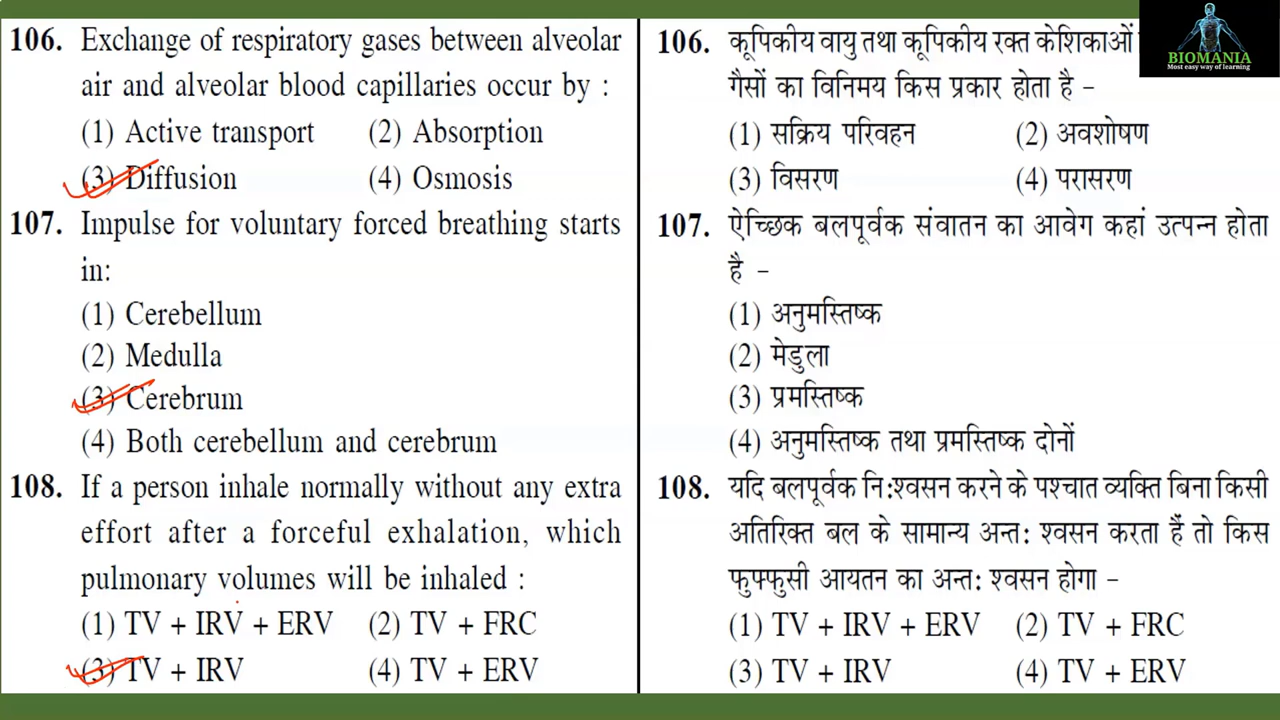 106. Exchange of respiratory gases between alveolar
air and alveolar blood capillaries occur by :
(1) Active transport (2) Absorption
(3) Diffusion (4) Osmosis
107. Impulse for voluntary forced breathing starts
in:
(1) Cerebellum
(2) Medulla
(3) Cerebrum
(4) Both cerebellum and cerebrum
108. If a person inhale normally without any extra
effort after a forceful exhalation, which
pulmonary volumes will be inhaled :
(1) TV + IRV + ERV (2) TV + FRC
(3) TV + IRV (4) TV + ERV
106. कूपिकीय वायु तथा कूपिकीय रक्त केशिकाओं
गैसों का विनिमय किस प्रकार होता है -
(1) सक्रिय परिवहन (2) अवशोषण
(3) विसरण (4) परासरण
107. ऐच्छिक बलपूर्वक संवातन का आवेग कहां उत्पन्न होता
है -
(1) अनुमस्तिष्क
(2) मेडुला
(3) प्रमस्तिष्क
(4) अनुमस्तिष्क तथा प्रमस्तिष्क दोनों
108. यदि बलपूर्वक नि:श्वसन करने के पश्चात व्यक्ति बिना किसी
अतिरिक्त बल के सामान्य अन्त: श्वसन करता हैं तो किस
फुफ्फुसी आयतन का अन्त: श्वसन होगा -
(1) TV + IRV + ERV (2) TV + FRC
(3) TV + IRV (4) TV + ERV
BIOMANIA
Most easy way of learning